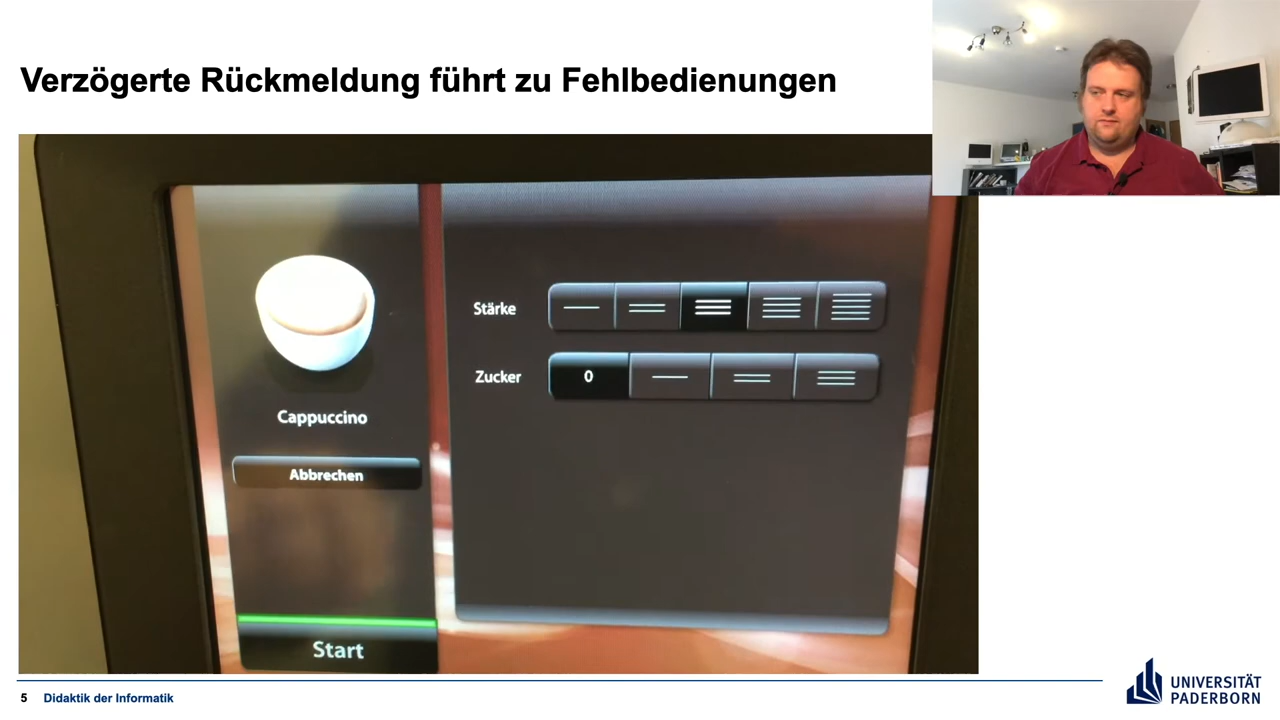 Verzögerte Rückmeldung führt zu Fehlbedienungen
Stärke
Zucker
0
Cappuccino
Abbrechen
Start
5 Didaktik der Informatik
UNIVERSITÄT
PADERBORN